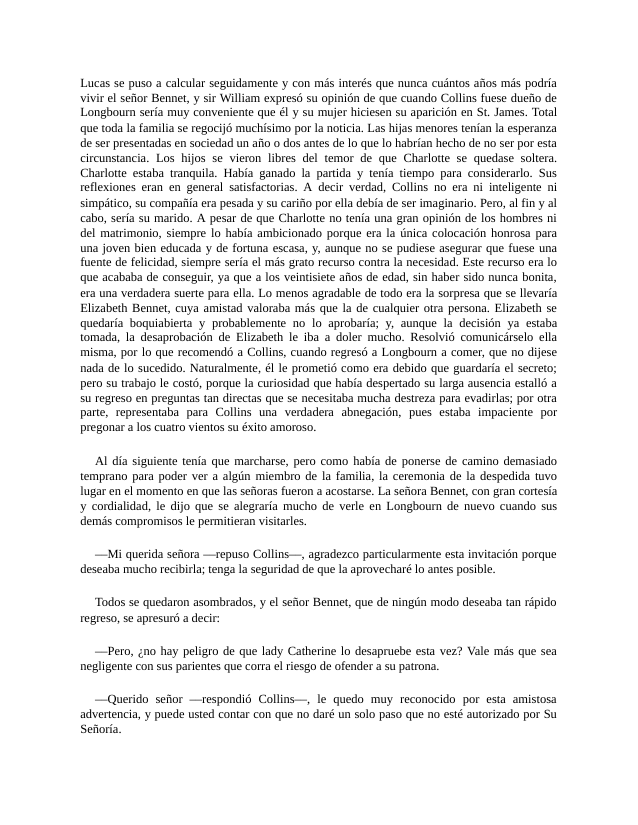 Lucas se puso a calcular seguidamente y con más interés que nunca cuántos años más podría
vivir el señor Bennet, y sir William expresó su opinión de que cuando Collins fuese dueño de
Longbourn sería muy conveniente que él y su mujer hiciesen su aparición en St. James. Total
que toda la familia se regocijó muchísimo por la noticia. Las hijas menores tenían la esperanza
de ser presentadas en sociedad un año o dos antes de lo que lo habrían hecho de no ser por esta
circunstancia. Los hijos se vieron libres del temor de que Charlotte se quedase soltera.
Charlotte estaba tranquila. Había ganado la partida y tenía tiempo para considerarlo. Sus
reflexiones eran en general satisfactorias. A decir verdad, Collins no era ni inteligente ni
simpático, su compañía era pesada y su cariño por ella debía de ser imaginario. Pero, al fin y al
cabo, sería su marido. A pesar de que Charlotte no tenía una gran opinión de los hombres ni
del matrimonio, siempre lo había ambicionado porque era la única colocación honrosa para
una joven bien educada y de fortuna escasa, y, aunque no se pudiese asegurar que fuese una
fuente de felicidad, siempre sería el más grato recurso contra la necesidad. Este recurso era lo
que acababa de conseguir, ya que a los veintisiete años de edad, sin haber sido nunca bonita,
era una verdadera suerte para ella. Lo menos agradable de todo era la sorpresa que se llevaría
Elizabeth Bennet, cuya amistad valoraba más que la de cualquier otra persona. Elizabeth se
quedaría boquiabierta y probablemente no lo aprobaría; y, aunque la decisión ya estaba
tomada, la desaprobación de Elizabeth le iba a doler mucho. Resolvió comunicárselo ella
misma, por lo que recomendó a Collins, cuando regresó a Longbourn a comer, que no dijese
nada de lo sucedido. Naturalmente, él le prometió como era debido que guardaría el secreto;
pero su trabajo le costó, porque la curiosidad que había despertado su larga ausencia estalló a
su regreso en preguntas tan directas que se necesitaba mucha destreza para evadirlas; por otra
parte, representaba para Collins una verdadera abnegación, pues estaba impaciente por
pregonar a los cuatro vientos su éxito amoroso.
Al día siguiente tenía que marcharse, pero como había de ponerse de camino demasiado
temprano para poder ver a algún miembro de la familia, la ceremonia de la despedida tuvo
lugar en el momento en que las señoras fueron a acostarse. La señora Bennet, con gran cortesía
y cordialidad, le dijo que se alegraría mucho de verle en Longbourn de nuevo cuando sus
demás compromisos le permitieran visitarles.
—Mi querida señora —repuso Collins—, agradezco particularmente esta invitación porque
deseaba mucho recibirla; tenga la seguridad de que la aprovecharé lo antes posible.
Todos se quedaron asombrados, y el señor Bennet, que de ningún modo deseaba tan rápido
regreso, se apresuró a decir:
—Pero, ¿no hay peligro de que lady Catherine lo desapruebe esta vez? Vale más que sea
negligente con sus parientes que corra el riesgo de ofender a su patrona.
—Querido señor —respondió Collins—, le quedo muy reconocido por esta amistosa
advertencia, y puede usted contar con que no daré un solo paso que no esté autorizado por Su
Señoría.